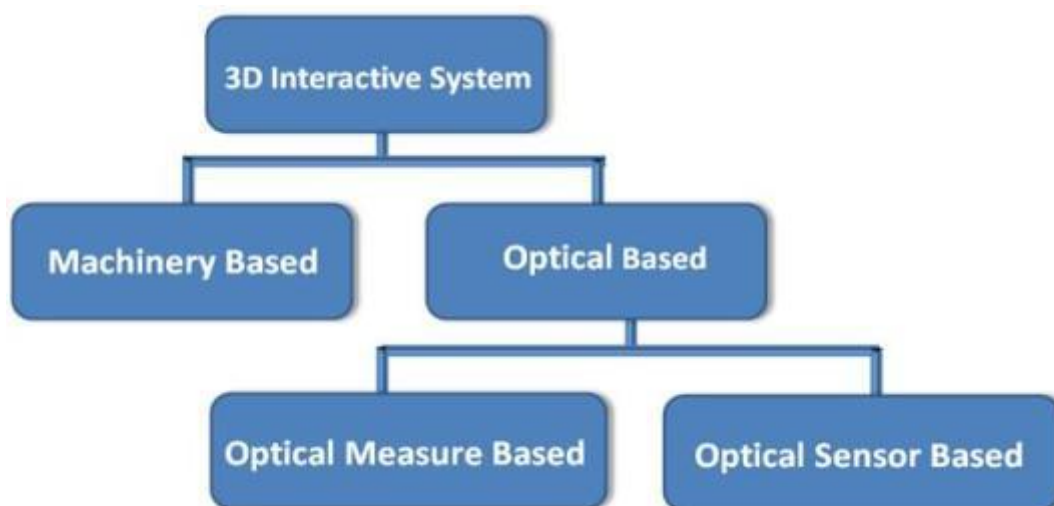 3D Interactive System
Machinery Based
Optical Based
Optical Measure Based
Optical Sensor Based